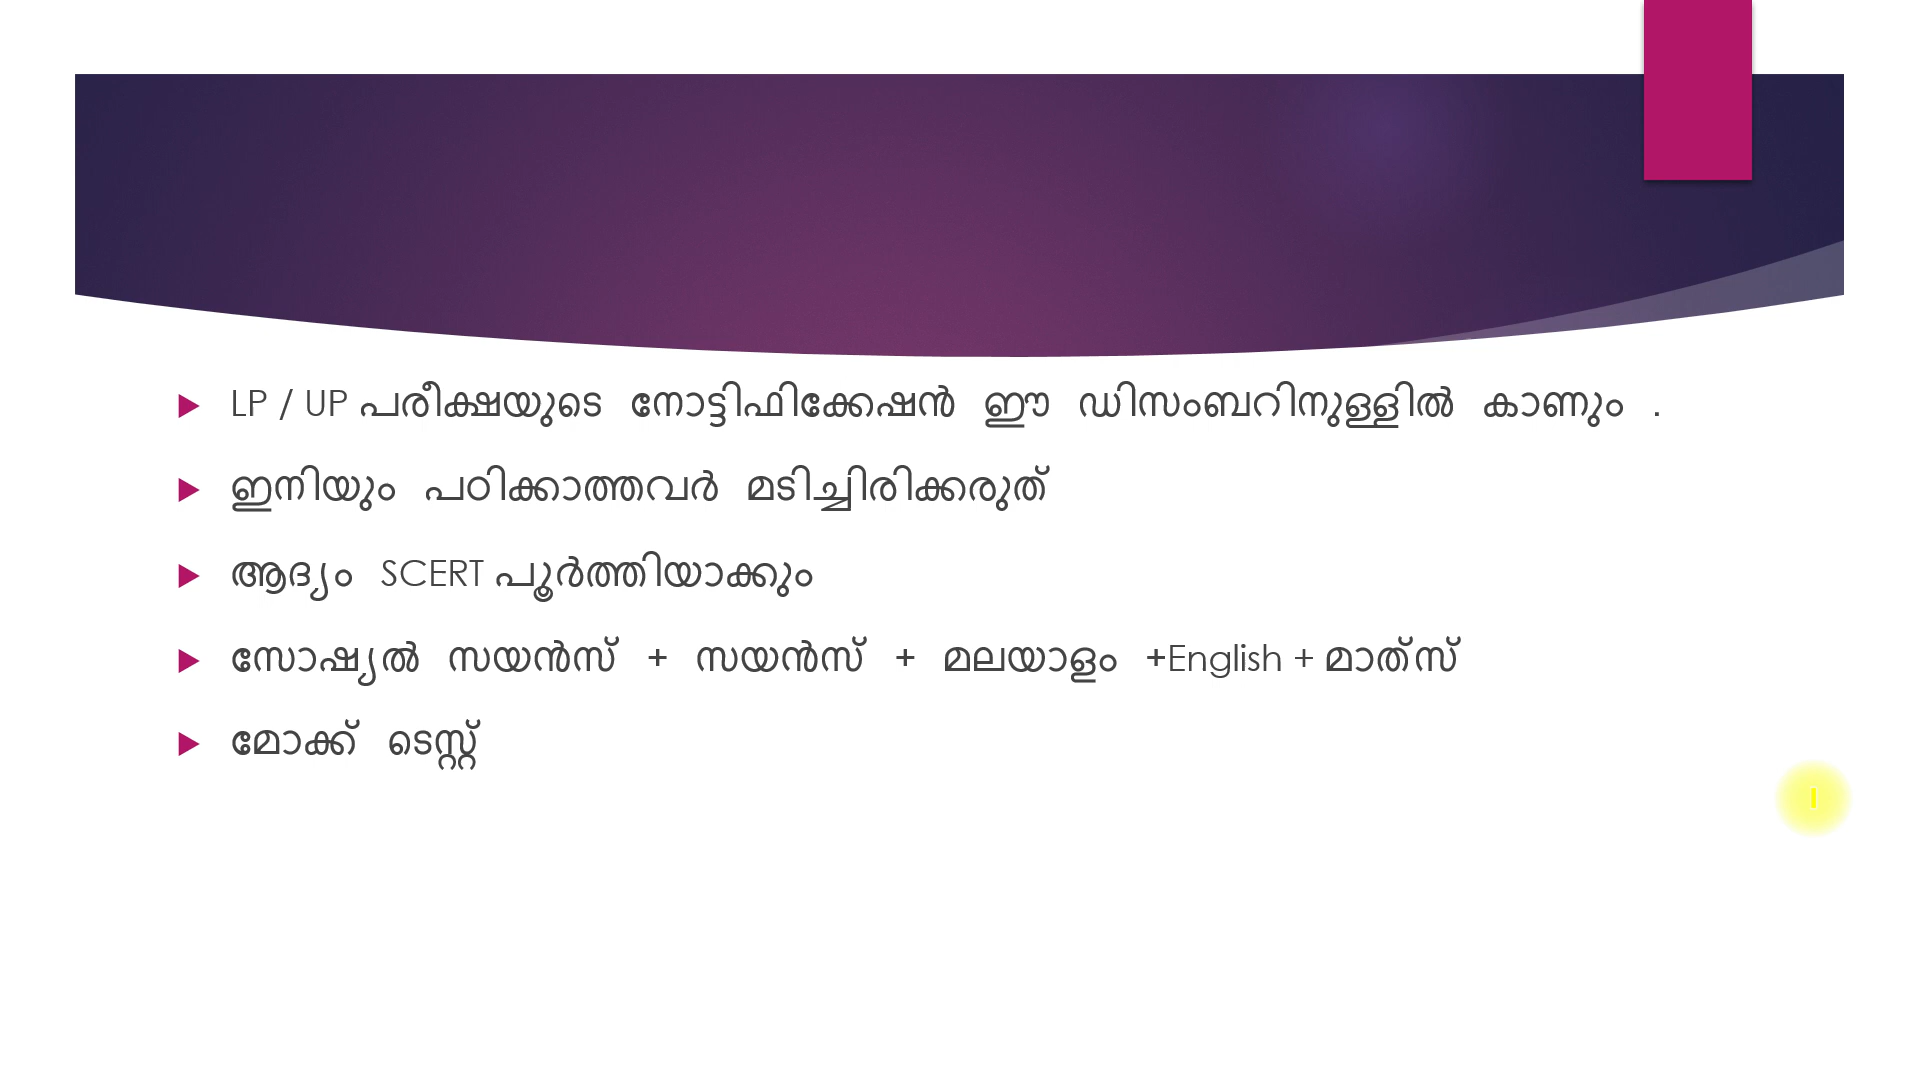 LP / UP പരീക്ഷയുടെ നോട്ടിഫിക്കേഷൻ ഈ ഡിസംബറിനുള്ളിൽ കാണും .
ഇനിയും പഠിക്കാത്തവർ മടിച്ചിരിക്കരുത്
ആദ്യം SCERT പൂർത്തിയാക്കും
സോഷ്യൽ സയൻസ് + സയൻസ് + മലയാളം +English + മാത്സ്
മോക്ക് ടെസ്റ്റ്